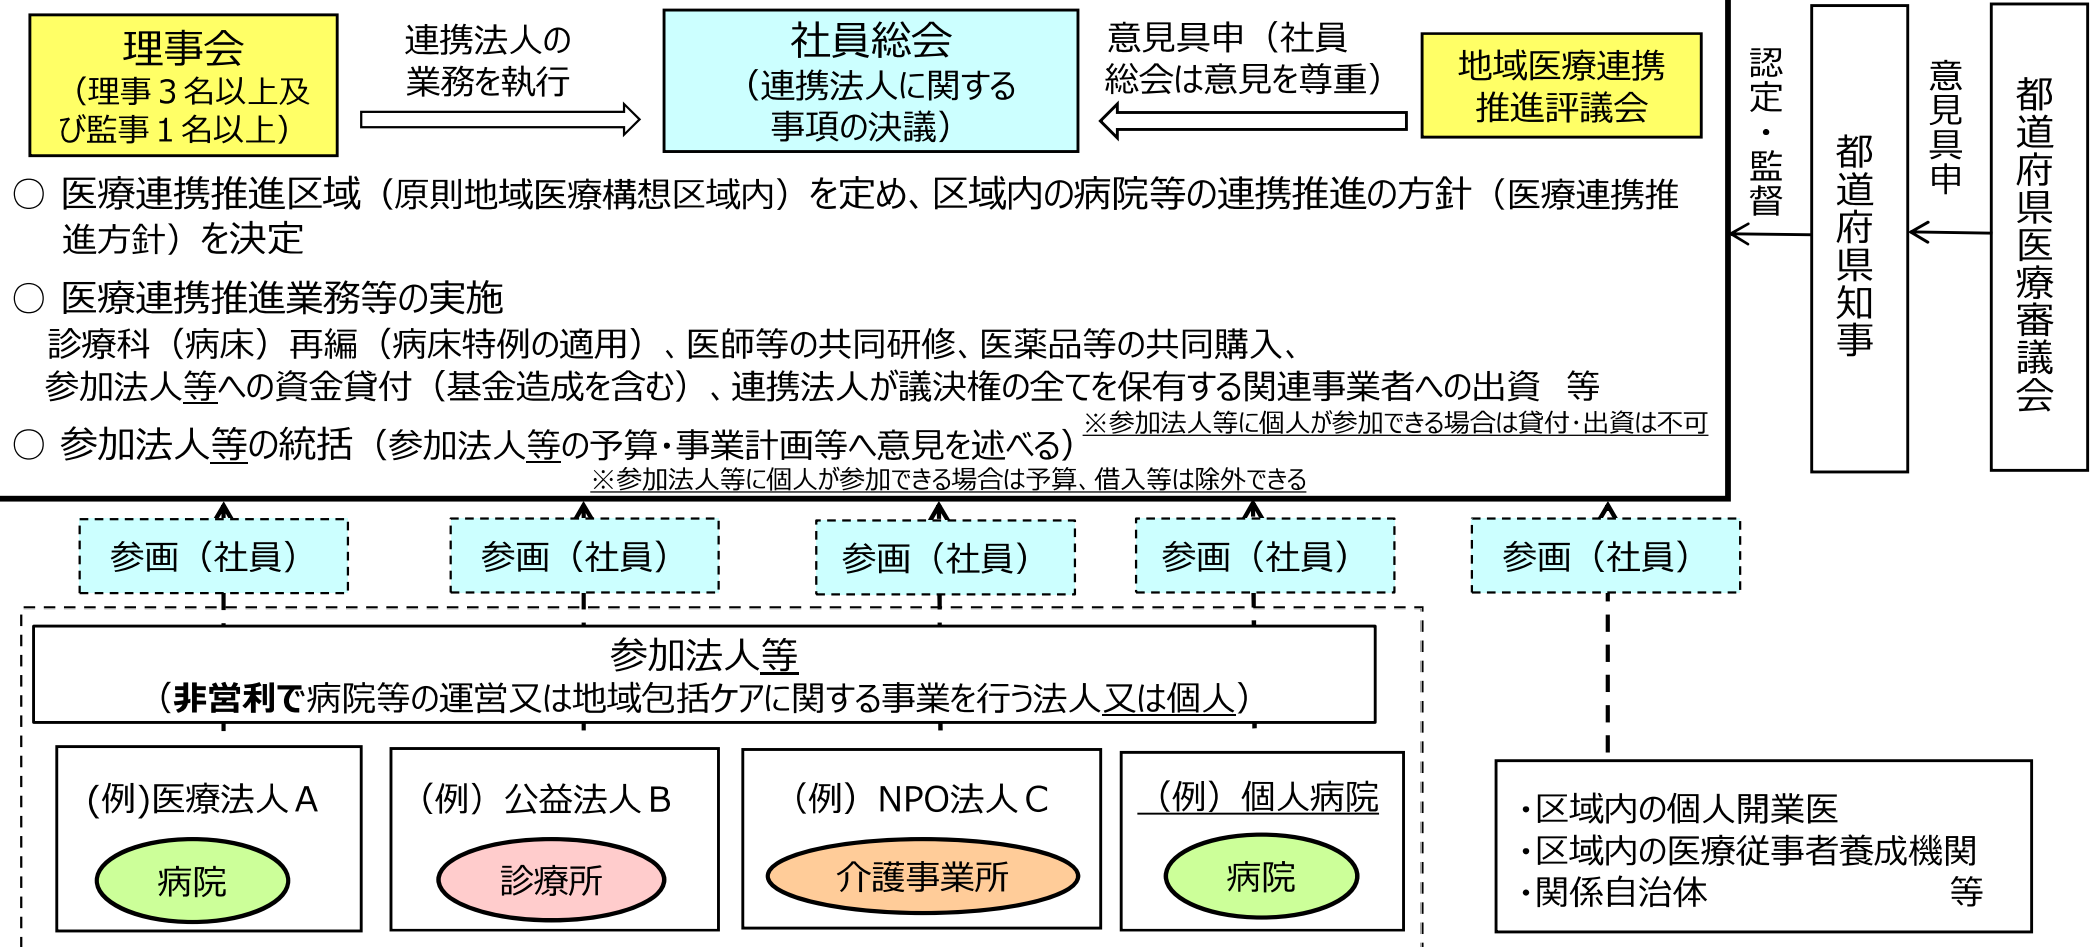 理事会
（理事３名以上及
び監事１名以上）
連携法人の
業務を執行
社員総会
（連携法人に関する
事項の決議）
意見具申（社員
総会は意見を尊重）
地域医療連携
推進評議会
認定・監督
都道府県知事
意見具申
都道府県医療審議会
○ 医療連携推進区域（原則地域医療構想区域内）を定め、区域内の病院等の連携推進の方針（医療連携推
進方針）を決定
○ 医療連携推進業務等の実施
診療科（病床）再編（病床特例の適用）、医師等の共同研修、医薬品等の共同購入、
参加法人等への資金貸付（基金造成を含む）、連携法人が議決権の全てを保有する関連事業者への出資　等
※参加法人等に個人が参加できる場合は貸付・出資は不可
○ 参加法人等の統括（参加法人等の予算・事業計画等へ意見を述べる）
※参加法人等に個人が参加できる場合は予算、借入等は除外できる
参画（社員）
参画（社員）
参画（社員）
参画（社員）
参画（社員）
参加法人等
（非営利で病院等の運営又は地域包括ケアに関する事業を行う法人又は個人）
(例)医療法人Ａ
病院
（例）公益法人Ｂ
診療所
（例）NPO法人Ｃ
介護事業所
（例）個人病院
病院
・区域内の個人開業医
・区域内の医療従事者養成機関
・関係自治体　　　　　　　等